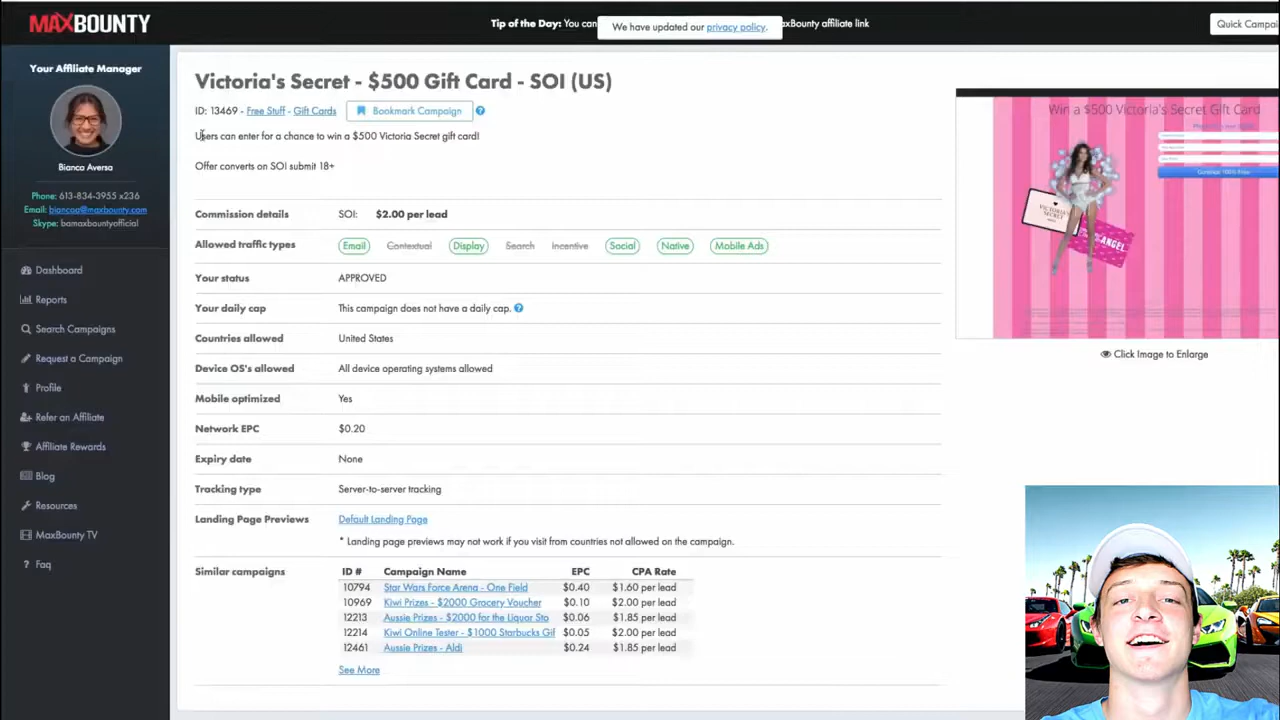 MAXBOUNTY
Tip of the Day: You can
We have updated our privacy policy.
axBounty affiliate link
Quick Campai
Your Affiliate Manager
Bianca Aversa
Phone: 613-834-3955 x236
Email: biancaa@maxbounty.com
Skype: bamaxbountyofficial
Dashboard
Reports
Search Campaigns
Request a Campaign
Profile
Refer an Affiliate
Affiliate Rewards
Blog
Resources
MaxBounty TV
Faq
Victoria's Secret - $500 Gift Card - SOI (US)
ID: 13469 - Free Stuff - Gift Cards
Bookmark Campaign
Users can enter for a chance to win a $500 Victoria Secret gift card!
Offer converts on SOI submit 18+
Commission details SOI: $2.00 per lead
Allowed traffic types Email Contextual Display Search Incentive Social Native Mobile Ads
Your status APPROVED
Your daily cap This campaign does not have a daily cap.
Countries allowed United States
Device OS's allowed All device operating systems allowed
Mobile optimized Yes
Network EPC $0.20
Expiry date None
Tracking type Server-to-server tracking
Landing Page Previews Default Landing Page
* Landing page previews may not work if you visit from countries not allowed on the campaign.
Similar campaigns ID # Campaign Name EPC CPA Rate
10794 Star Wars Force Arena - One Field $0.40 $1.60 per lead
10969 Kiwi Prizes - $2000 Grocery Voucher $0.10 $2.00 per lead
12213 Aussie Prizes - $2000 for the Liquor Sto $0.06 $1.85 per lead
12214 Kiwi Online Tester - $1000 Starbucks Gif $0.05 $2.00 per lead
12461 Aussie Prizes - Aldi $0.24 $1.85 per lead
See More
Win a $500 Victoria's Secret Gift Card
Continue 100% Free
ANGEL
Click Image to Enlarge